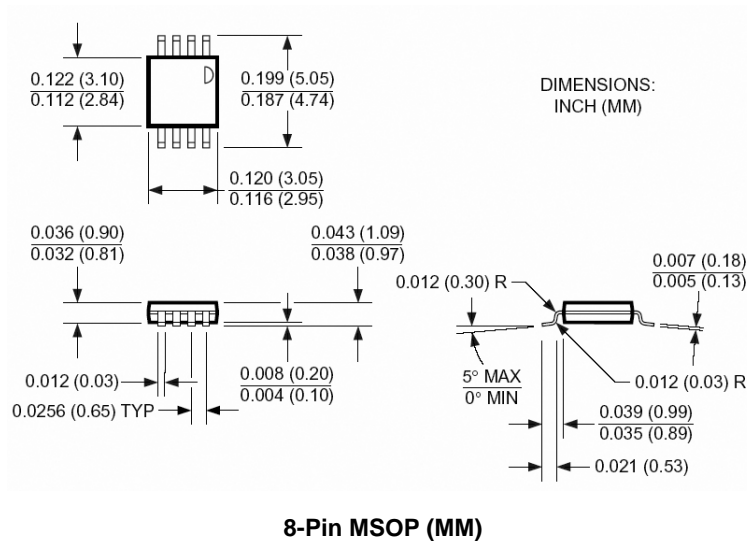 0.122 (3.10)
0.112 (2.84)
0.199 (5.05)
0.187 (4.74)
DIMENSIONS:
INCH (MM)
0.120 (3.05)
0.116 (2.95)
0.036 (0.90)
0.032 (0.81)
0.043 (1.09)
0.038 (0.97)
0.007 (0.18)
0.005 (0.13)
0.012 (0.30) R
0.012 (0.03)
0.008 (0.20)
0.004 (0.10)
5° MAX
0° MIN
0.012 (0.03) R
0.0256 (0.65) TYP
0.039 (0.99)
0.035 (0.89)
0.021 (0.53)
8-Pin MSOP (MM)